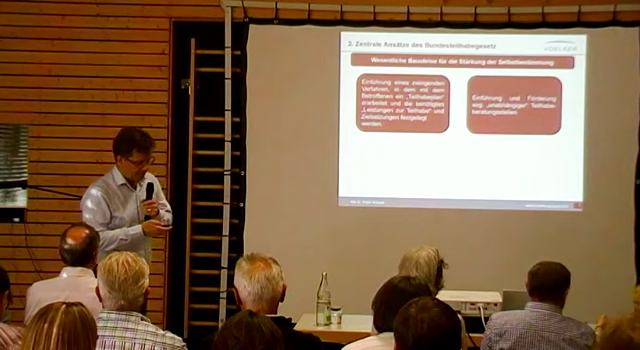 2. Zentrale Ansätze des Bundesteilhabegesetz
VOELKER
Wesentliche Bausteine für die Stärkung der Selbstbestimmung
Einführung eines zwingenden
Verfahren, in dem mit dem
Betroffenen ein „Teilhabeplan"
erarbeitet und die benötigten
„Leistungen zur Teilhabe" und
Zielsetzungen festgelegt
werden.
Einführung und Förderung
sog. „unabhängiger" Teilhabe-
beratungsstellen.